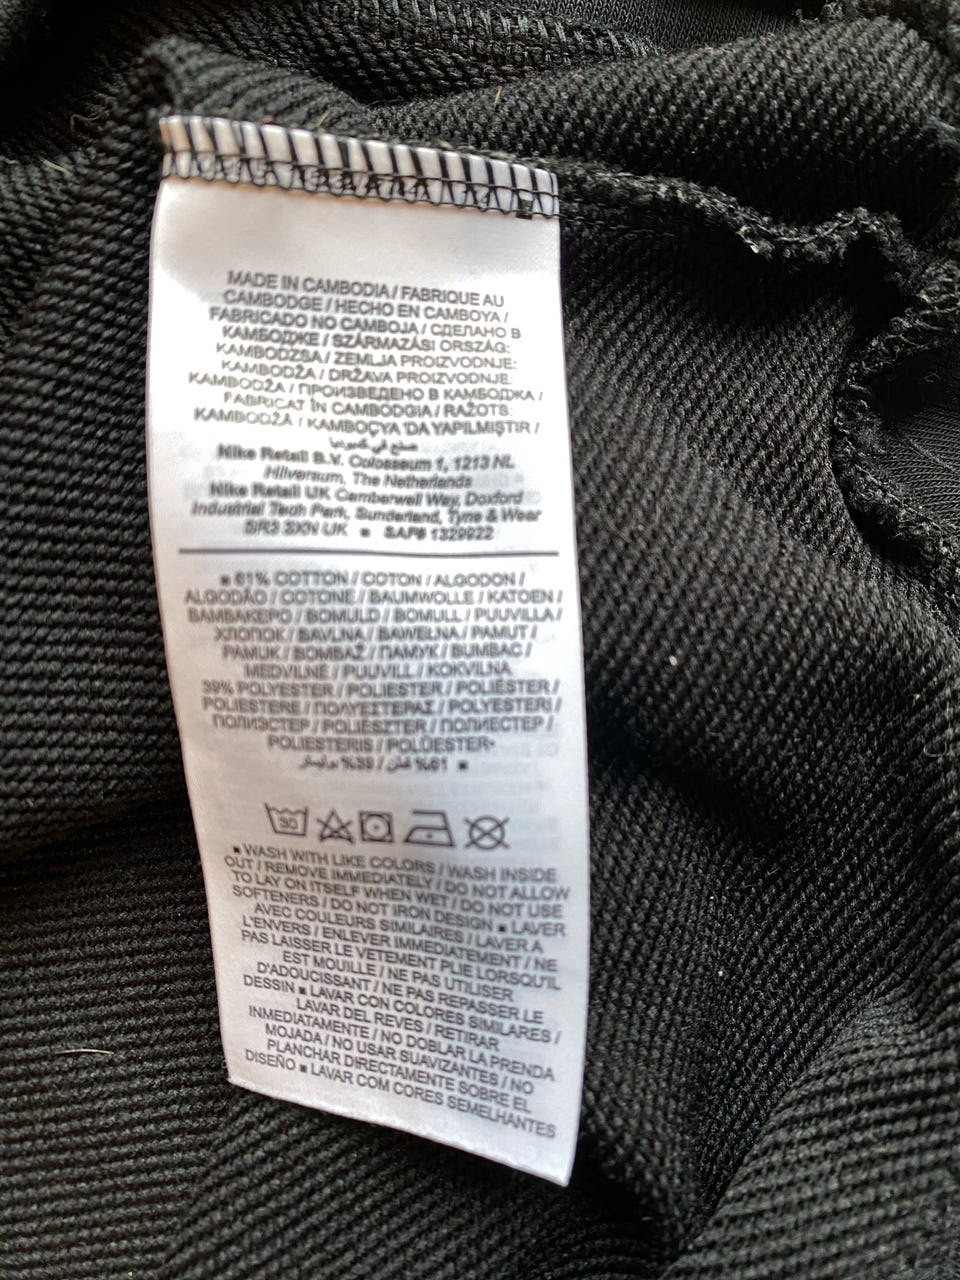 MADE IN CAMBODIA / FABRIQUE AU
CAMBODGE / HECHO EN CAMBOYA /
FABRICADO NO CAMBOJA / СДЕЛАНО В
КАМБОДЖЕ / SZÁRMAZÁSI ORSZÁG:
KAMBODZSA / ZEMLJA PROIZVODNJE:
KAMBODŽA / DRŽAVA PROIZVODNJE:
KAMBODŽA / ПРОИЗВЕДЕНО В КАМБОДЖА /
FABRICAT ÎN CAMBODGIA / RAŽOTS:
KAMBODŽĀ / KAMBOÇYA 'DA YAPILMIŞTIR /
صنع في كمبوديا
Nike Retail B.V. Colosseum 1, 1213 NL
Hilversum, The Netherlands
Nike Retail UK Camberwell Way, Doxford
Industrial Tech Park, Sunderland, Tyne & Wear
SR3 3XN UK ▪ SAP# 1329922
▪ 61% COTTON / COTON / ALGODON /
ALGODÃO / COTONE / BAUMWOLLE / KATOEN /
ΒΑΜΒΑΚΕΡΟ / BOMULD / BOMULL / PUUVILLA /
ХЛОПОК / BAVLNA / BAWEŁNA / PAMUT /
PAMUK / BOMBAŽ / ПАМУК / BUMBAC /
MEDVILNĖ / PUUVILL / KOKVILNA
39% POLYESTER / POLIESTER / POLIÉSTER /
POLIESTERE / ΠΟΛΥΕΣΤΕΡΑΣ / POLYESTERI /
ПОЛИЭСТЕР / POLIÉSZTER / ПОЛИЕСТЕР /
POLIESTERIS / POLÜESTER
61% قطن / 39% بوليستر ▪
30
▪ WASH WITH LIKE COLORS / WASH INSIDE
OUT / REMOVE IMMEDIATELY / DO NOT ALLOW
TO LAY ON ITSELF WHEN WET / DO NOT USE
SOFTENERS / DO NOT IRON DESIGN ▪ LAVER
AVEC COULEURS SIMILAIRES / LAVER A
L'ENVERS / ENLEVER IMMEDIATEMENT / NE
PAS LAISSER LE VETEMENT PLIE LORSQU'IL
EST MOUILLE / NE PAS UTILISER
D'ADOUCISSANT / NE PAS REPASSER LE
DESSIN ▪ LAVAR CON COLORES SIMILARES /
LAVAR DEL REVES / RETIRAR
INMEDIATAMENTE / NO DOBLAR LA PRENDA
MOJADA / NO USAR SUAVIZANTES / NO
PLANCHAR DIRECTAMENTE SOBRE EL
DISEÑO ▪ LAVAR COM CORES SEMELHANTES